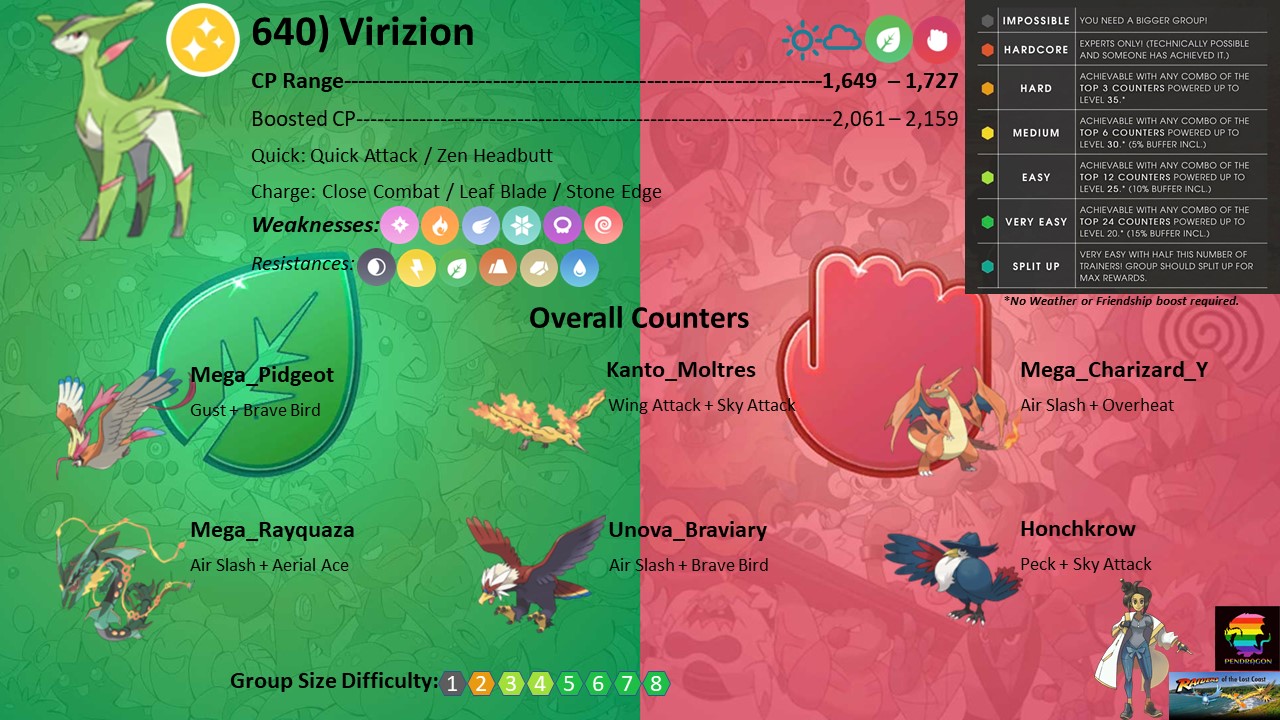 640) Virizion
CP Range---------------------------------------------------------------------------------1,649 – 1,727
Boosted CP---------------------------------------------------------------------------------2,061 – 2,159
Quick: Quick Attack / Zen Headbutt
Charge: Close Combat / Leaf Blade / Stone Edge
Weaknesses:
Resistances:
IMPOSSIBLE
YOU NEED A BIGGER GROUP!
HARDCORE
EXPERTS ONLY! (TECHNICALLY POSSIBLE
AND SOMEONE HAS ACHIEVED IT.)
HARD
ACHIEVABLE WITH ANY COMBO OF THE
TOP 3 COUNTERS POWERED UP TO
LEVEL 35.*
MEDIUM
ACHIEVABLE WITH ANY COMBO OF THE
TOP 6 COUNTERS POWERED UP TO
LEVEL 30.* (5% BUFFER INCL.)
EASY
ACHIEVABLE WITH ANY COMBO OF THE
TOP 12 COUNTERS POWERED UP TO
LEVEL 25.* (10% BUFFER INCL.)
VERY EASY
ACHIEVABLE WITH ANY COMBO OF THE
TOP 24 COUNTERS POWERED UP TO
LEVEL 20.* (15% BUFFER INCL.)
SPLIT UP
VERY EASY WITH HALF THIS NUMBER OF
TRAINERS! GROUP SHOULD SPLIT UP FOR
MAX REWARDS.
*No Weather or Friendship boost required.
Overall Counters
Mega_Pidgeot
Gust + Brave Bird
Kanto_Moltres
Wing Attack + Sky Attack
Mega_Charizard_Y
Air Slash + Overheat
Mega_Rayquaza
Air Slash + Aerial Ace
Unova_Braviary
Air Slash + Brave Bird
Honchkrow
Peck + Sky Attack
Group Size Difficulty: 1 2 3 4 5 6 7 8
PENDRAGON
RAIDERS of the Lost Coast